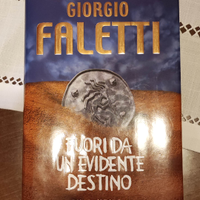 GIORGIO
FALETTI
FUORI DA
UN EVIDENTE
DESTINO